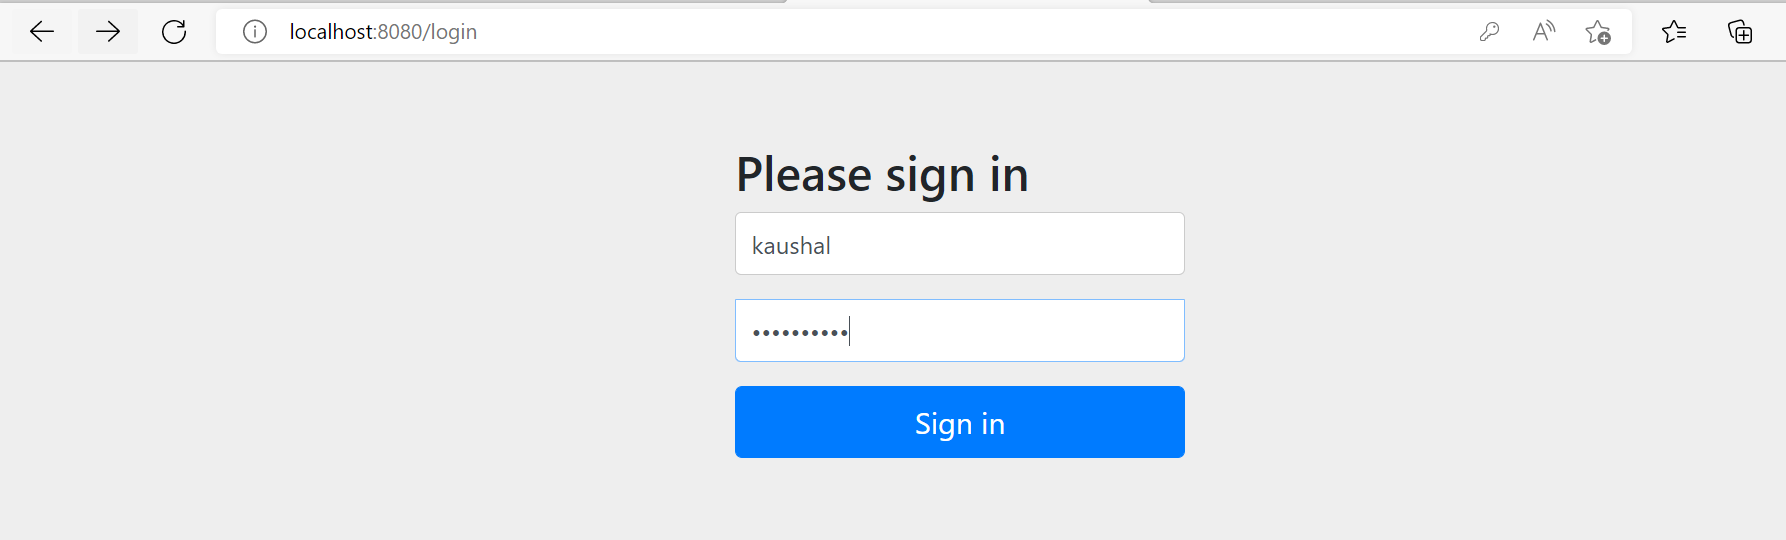 localhost:8080/login
Please sign in
kaushal
••••••••••
Sign in